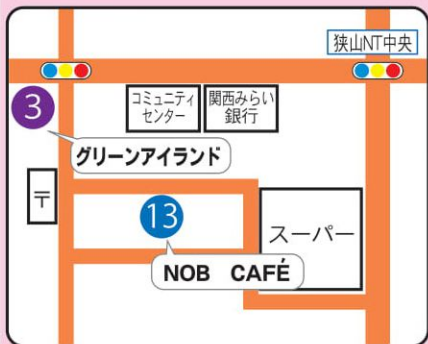 狭山NT中央
3
コミュニティ
センター
関西みらい
銀行
グリーンアイランド
〒
13
スーパー
NOB CAFÉ